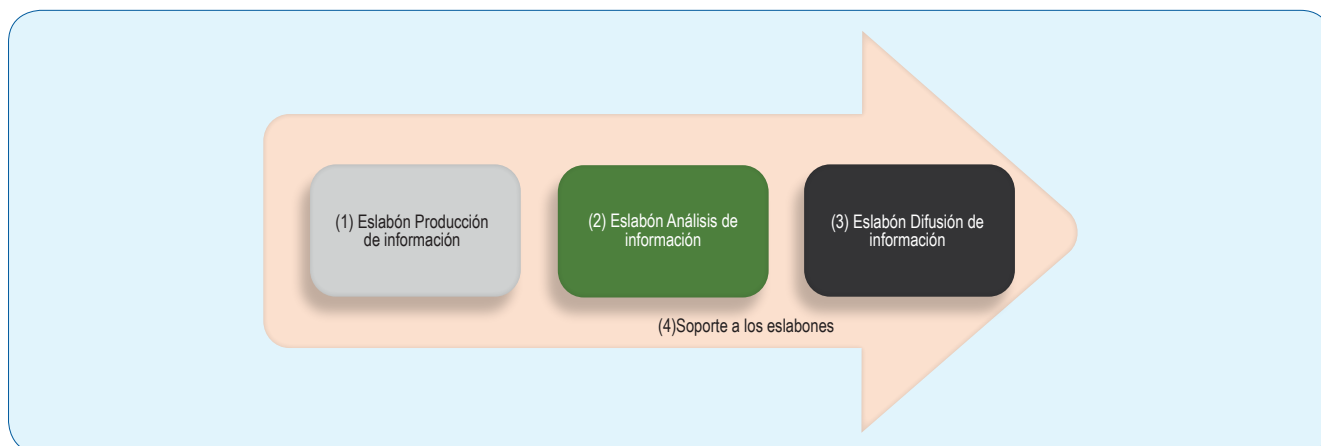 (1) Eslabón Producción
de información
(2) Eslabón Análisis de
información
(3) Eslabón Difusión de
información
(4)Soporte a los eslabones